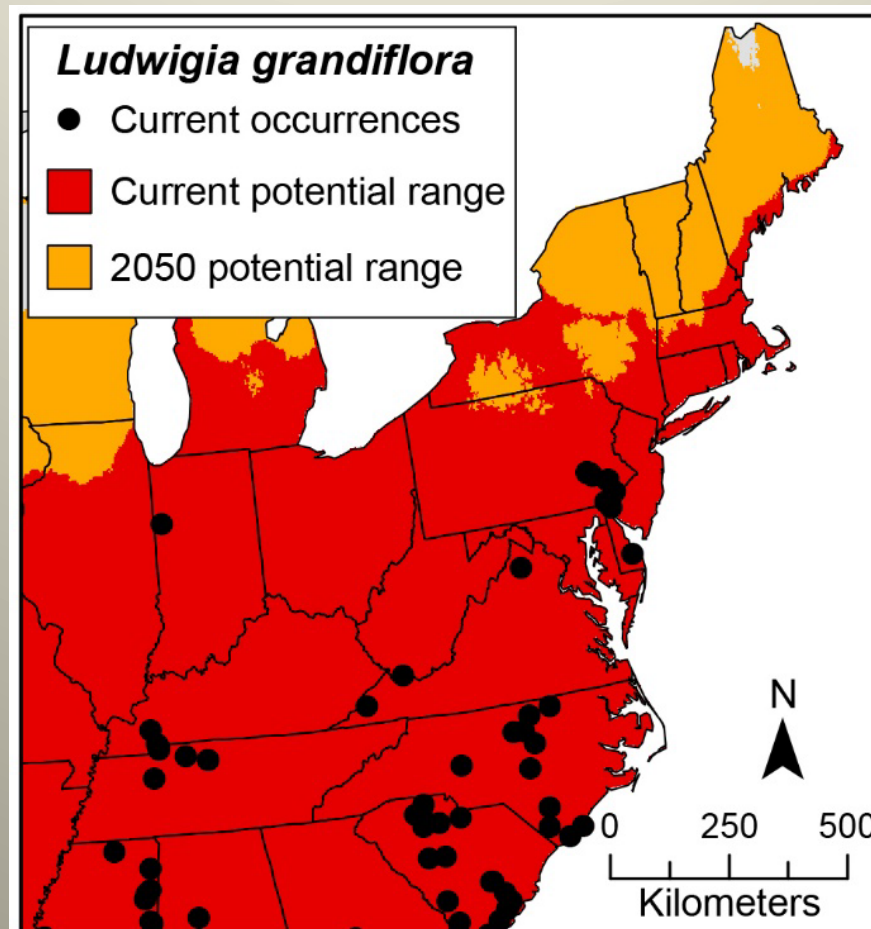 Ludwigia grandiflora
Current occurrences
Current potential range
2050 potential range
N
0 250 500
Kilometers